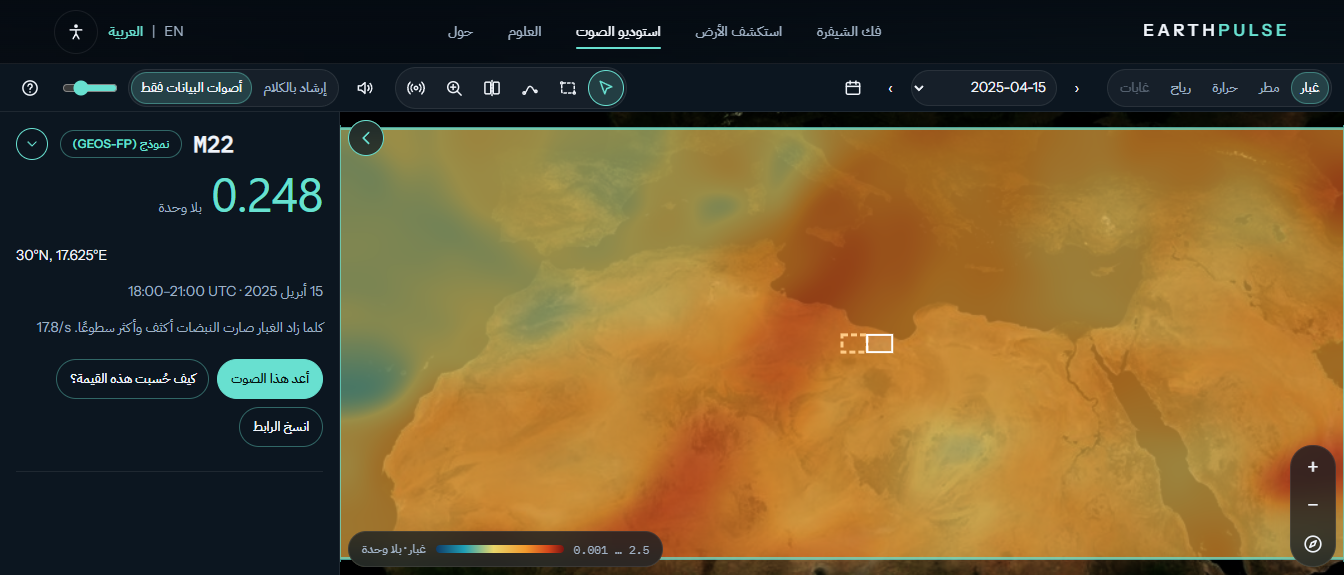 EARTHPULSE
فك الشيفرة
استكشف الأرض
استوديو الصوت
العلوم
حول
العربية | EN
غبار
مطر
حرارة
رياح
غابات
2025-04-15
إرشاد بالكلام
أصوات البيانات فقط
M22
نموذج (GEOS-FP)
0.248 بلا وحدة
30°N, 17.625°E
15 أبريل 2025 · 18:00–21:00 UTC
كلما زاد الغبار صارت النبضات أكثف وأكثر سطوعًا. 17.8/s
أعد هذا الصوت
كيف حُسبت هذه القيمة؟
انسخ الرابط
غبار · بلا وحدة
0.001 … 2.5